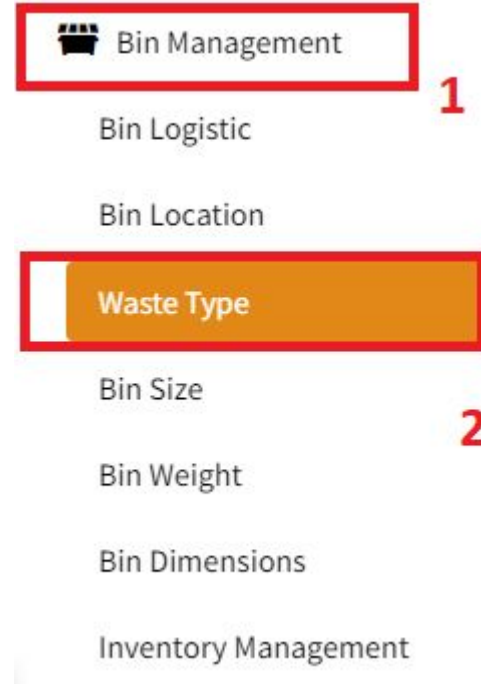 Bin Management
1
Bin Logistic
Bin Location
Waste Type
Bin Size
2
Bin Weight
Bin Dimensions
Inventory Management